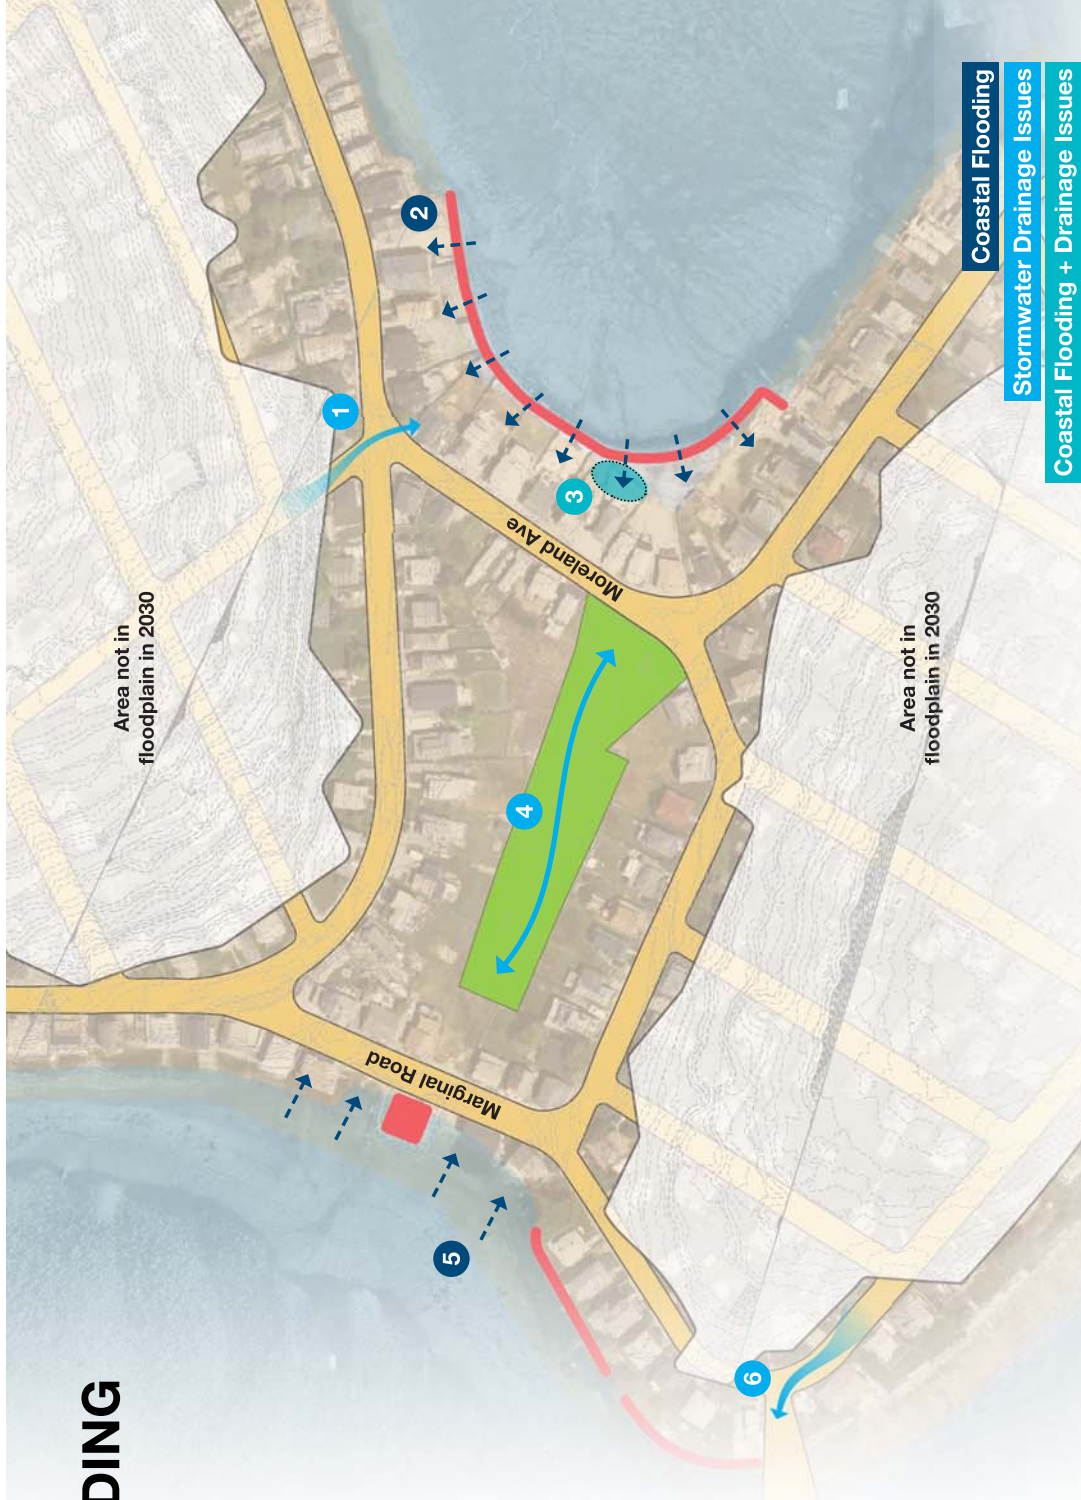 DING
Area not in
floodplain in 2030
1
2
3
Moreland Ave
4
Marginal Road
5
6
Area not in
floodplain in 2030
Coastal Flooding
Stormwater Drainage Issues
Coastal Flooding + Drainage Issues